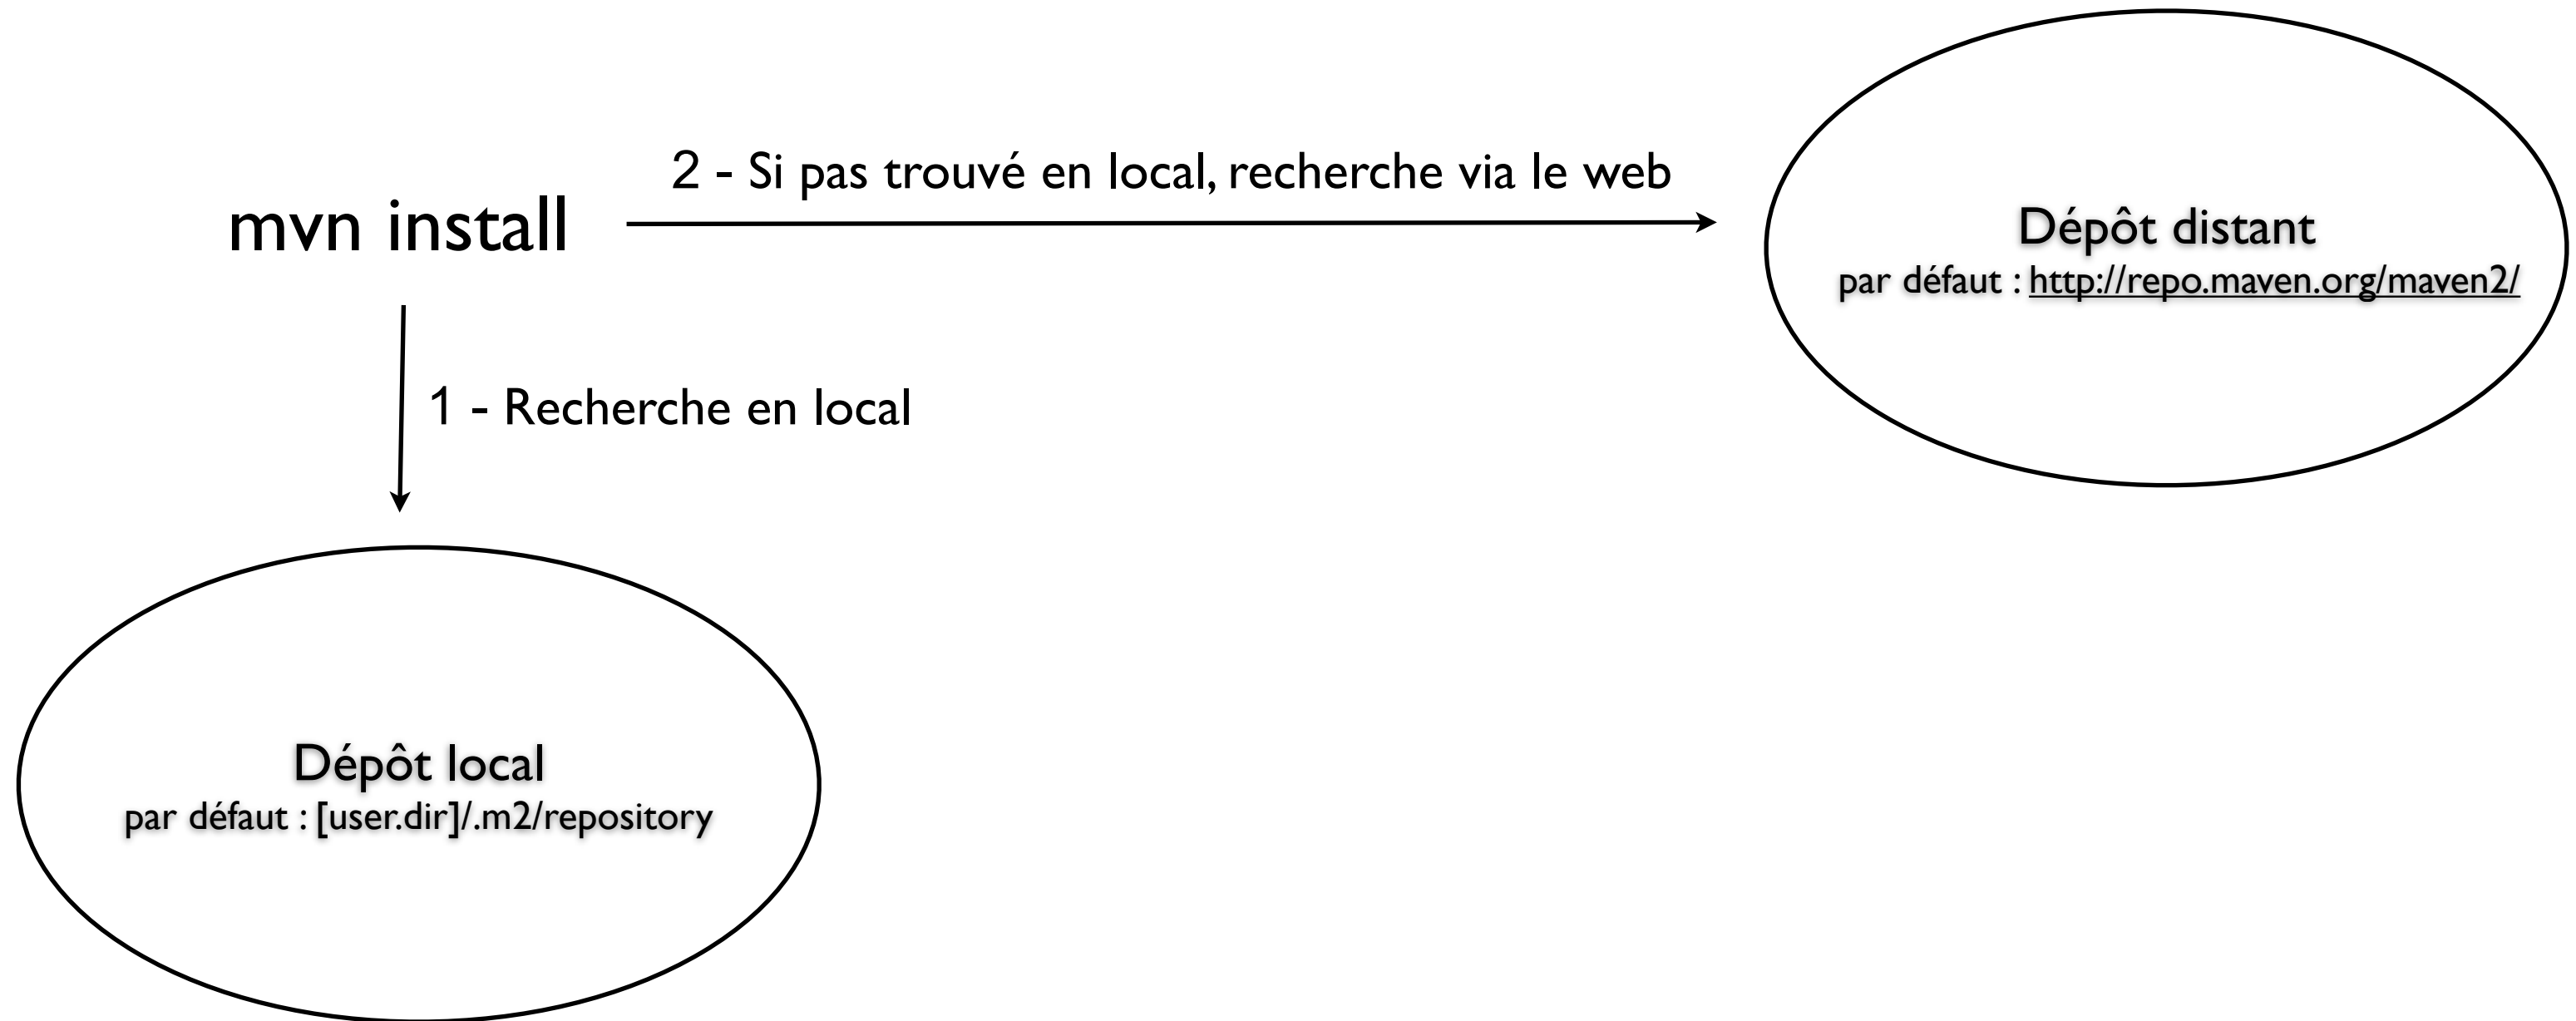 2 - Si pas trouvé en local, recherche via le web
mvn install
Dépôt distant
par défaut : http://repo.maven.org/maven2/
1 - Recherche en local
Dépôt local
par défaut : [user.dir]/.m2/repository